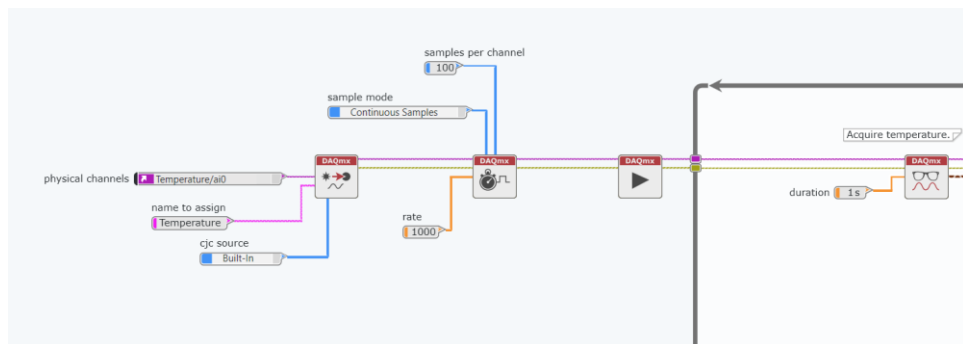 samples per channel
100
sample mode
Continuous Samples
DAQmx
DAQmx
DAQmx
Acquire temperature.
DAQmx
physical channels
Temperature/ai0
duration
1 s
name to assign
Temperature
rate
1000
cjc source
Built-In